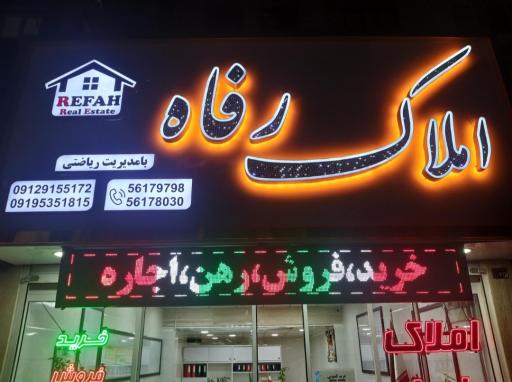 املاک رفاه
REFAH
Real Estate
بامدیریت ریاضتی
09129155172
09195351815
56179798
56178030
خرید،فروش،رهن،اجاره
خرید
فروش
املاک